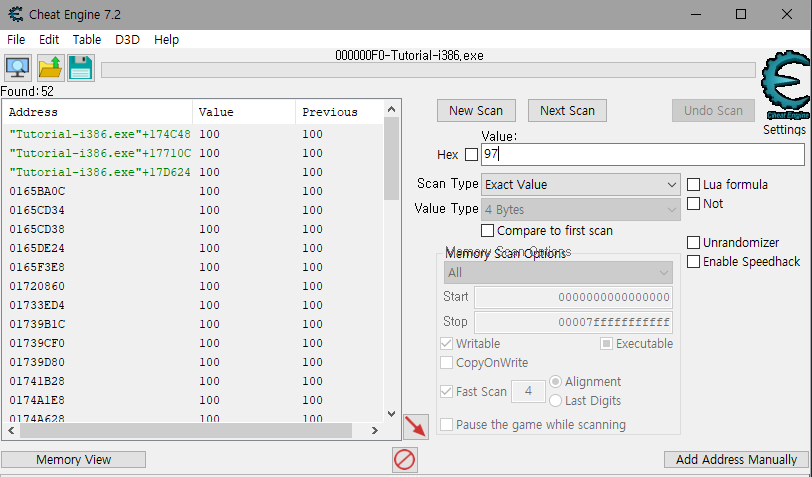 Cheat Engine 7.2
File Edit Table D3D Help
000000F0-Tutorial-i386.exe
Found:52
Address Value Previous
"Tutorial-i386.exe"+174C48 100 100
"Tutorial-i386.exe"+17710C 100 100
"Tutorial-i386.exe"+17D624 100 100
0165BA0C 100 100
0165CD34 100 100
0165CD38 100 100
0165DE24 100 100
0165F3E8 100 100
01720860 100 100
01733ED4 100 100
01739B1C 100 100
01739CF0 100 100
01739D80 100 100
01741B28 100 100
0174A1E8 100 100
0174A628 100 100
Memory View
New Scan Next Scan Undo Scan
Cheat Engine
Settings
Value:
Hex 97
Scan Type Exact Value
Lua formula
Value Type 4 Bytes
Not
Compare to first scan
Unrandomizer
Enable Speedhack
Memory Scan Options
Memory Scan Options
All
Start 0000000000000000
Stop 00007fffffffffff
Writable Executable
CopyOnWrite
Fast Scan 4 Alignment
Last Digits
Pause the game while scanning
Add Address Manually